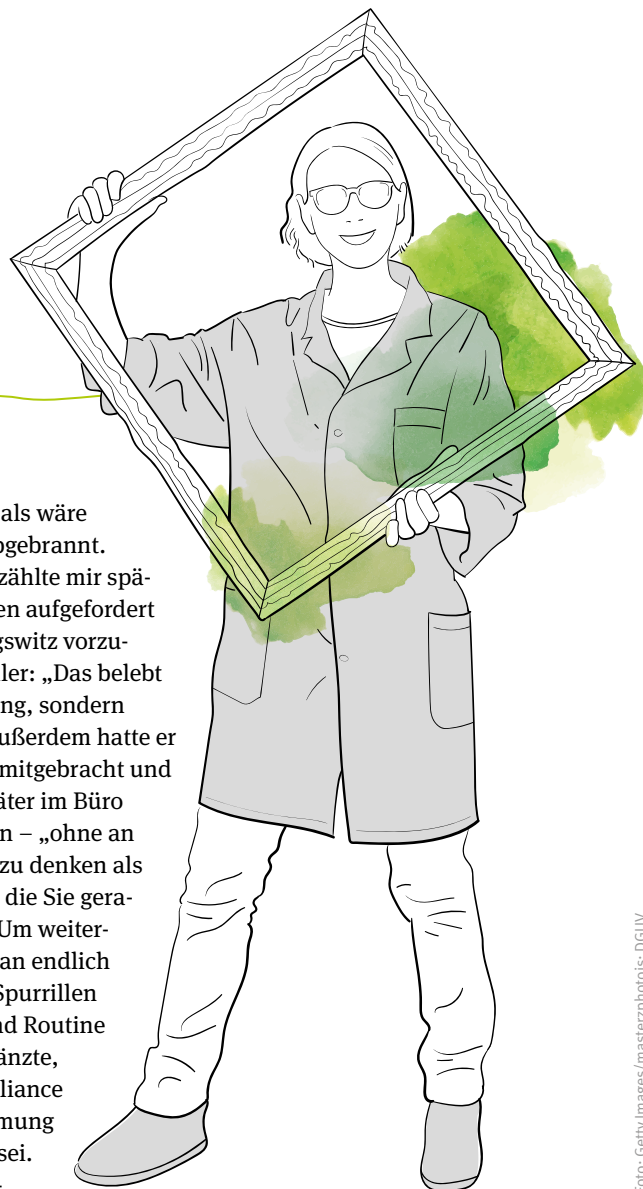 als wäre
bgebrannt.
zählte mir spä-
en aufgefordert
gswitz vorzu-
ler: „Das belebt
ng, sondern
ußerdem hatte er
mitgebracht und
äter im Büro
n – „ohne an
zu denken als
die Sie gera-
Um weiter-
an endlich
Spurrillen
nd Routine
änzte,
liance
mung
sei.
Foto: Getty Images/masterzphotois; DGUV